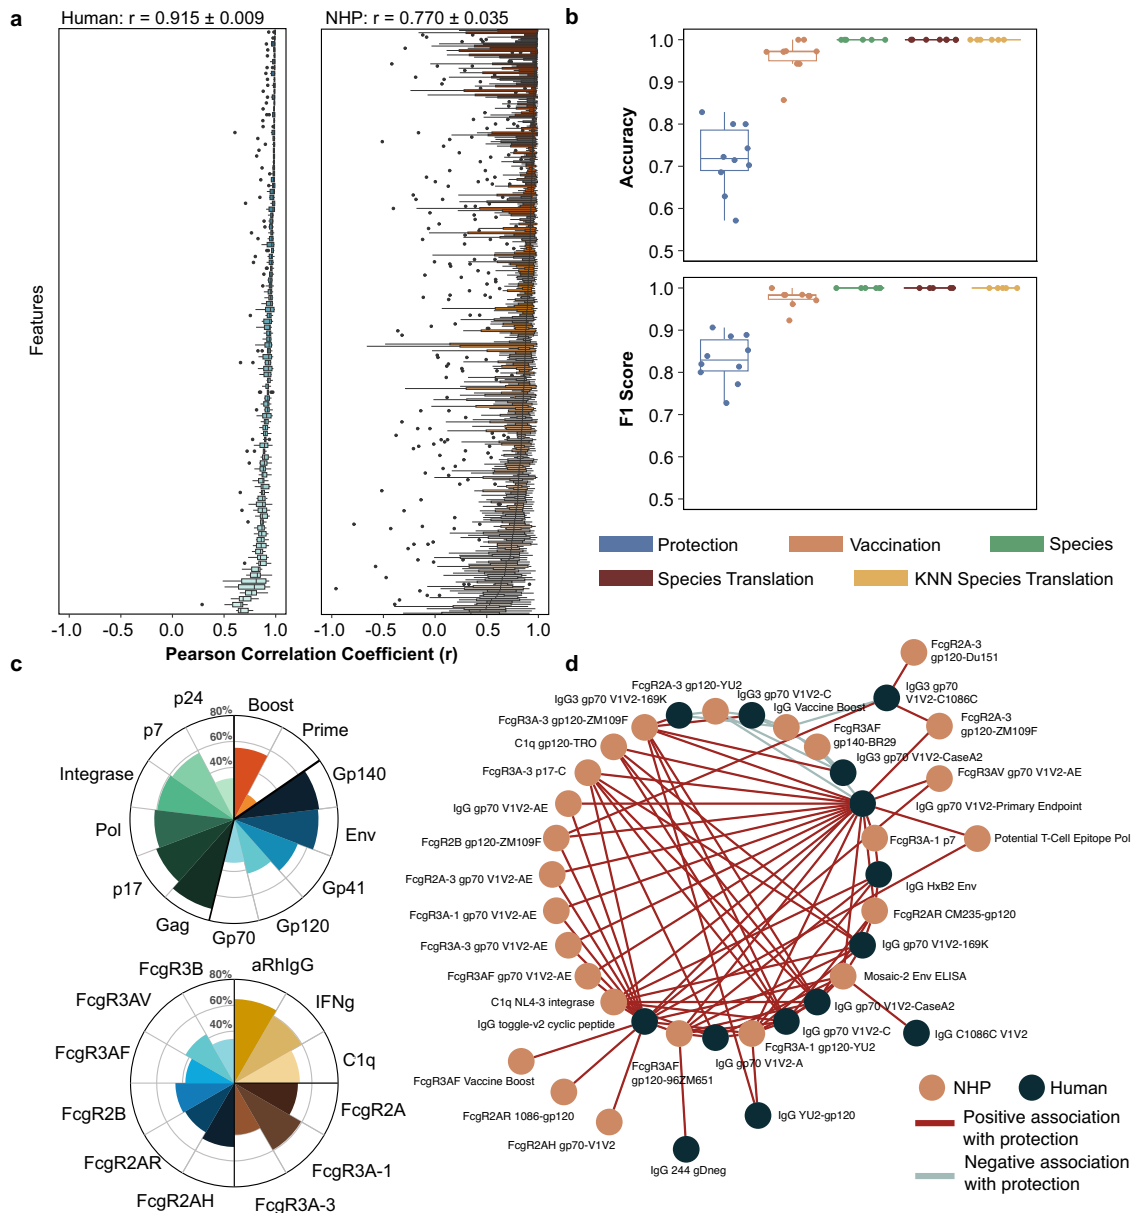 a
Human: r = 0.915 ± 0.009
NHP: r = 0.770 ± 0.035
Features
-1.0 -0.5 0.0 0.5 1.0
-1.0 -0.5 0.0 0.5 1.0
Pearson Correlation Coefficient (r)
b
Accuracy
1.0
0.9
0.8
0.7
0.6
0.5
F1 Score
1.0
0.9
0.8
0.7
0.6
0.5
Protection
Vaccination
Species
Species Translation
KNN Species Translation
c
80%
60%
40%
Boost
Prime
Gp140
Env
Gp41
Gp120
Gp70
Gag
p17
Pol
Integrase
p7
p24
80%
60%
40%
aRhIgG
IFNg
C1q
FcgR2A
FcgR3A-1
FcgR3A-3
FcgR2AH
FcgR2AR
FcgR2B
FcgR3AF
FcgR3AV
FcgR3B
d
FcgR2A-3
gp120-Du151
IgG3 gp70
V1V2-C1086C
FcgR2A-3
gp120-ZM109F
FcgR2A-3 gp120-YU2
IgG3 gp70 V1V2-169K
IgG3 gp70 V1V2-C
IgG Vaccine Boost
FcgR3A-3 gp120-ZM109F
FcgR3AF
gp140-BR29
C1q gp120-TRO
IgG3 gp70 V1V2-CaseA2
FcgR3A-3 p17-C
FcgR3AV gp70 V1V2-AE
IgG gp70 V1V2-AE
IgG gp70 V1V2-Primary Endpoint
FcgR2B gp120-ZM109F
FcgR3A-1 p7
Potential T-Cell Epitope Pol
FcgR2A-3 gp70 V1V2-AE
IgG HxB2 Env
FcgR3A-1 gp70 V1V2-AE
FcgR2AR CM235-gp120
FcgR3A-3 gp70 V1V2-AE
IgG gp70 V1V2-169K
FcgR3AF gp70 V1V2-AE
Mosaic-2 Env ELISA
C1q NL4-3 integrase
IgG gp70 V1V2-CaseA2
IgG toggle-v2 cyclic peptide
IgG gp70 V1V2-C
IgG C1086C V1V2
FcgR3A-1 gp120-YU2
IgG gp70 V1V2-A
FcgR3AF
gp120-96ZM651
FcgR3AF Vaccine Boost
FcgR2AR 1086-gp120
FcgR2AH gp70-V1V2
IgG YU2-gp120
IgG 244 gDneg
NHP
Human
Positive association
with protection
Negative association
with protection